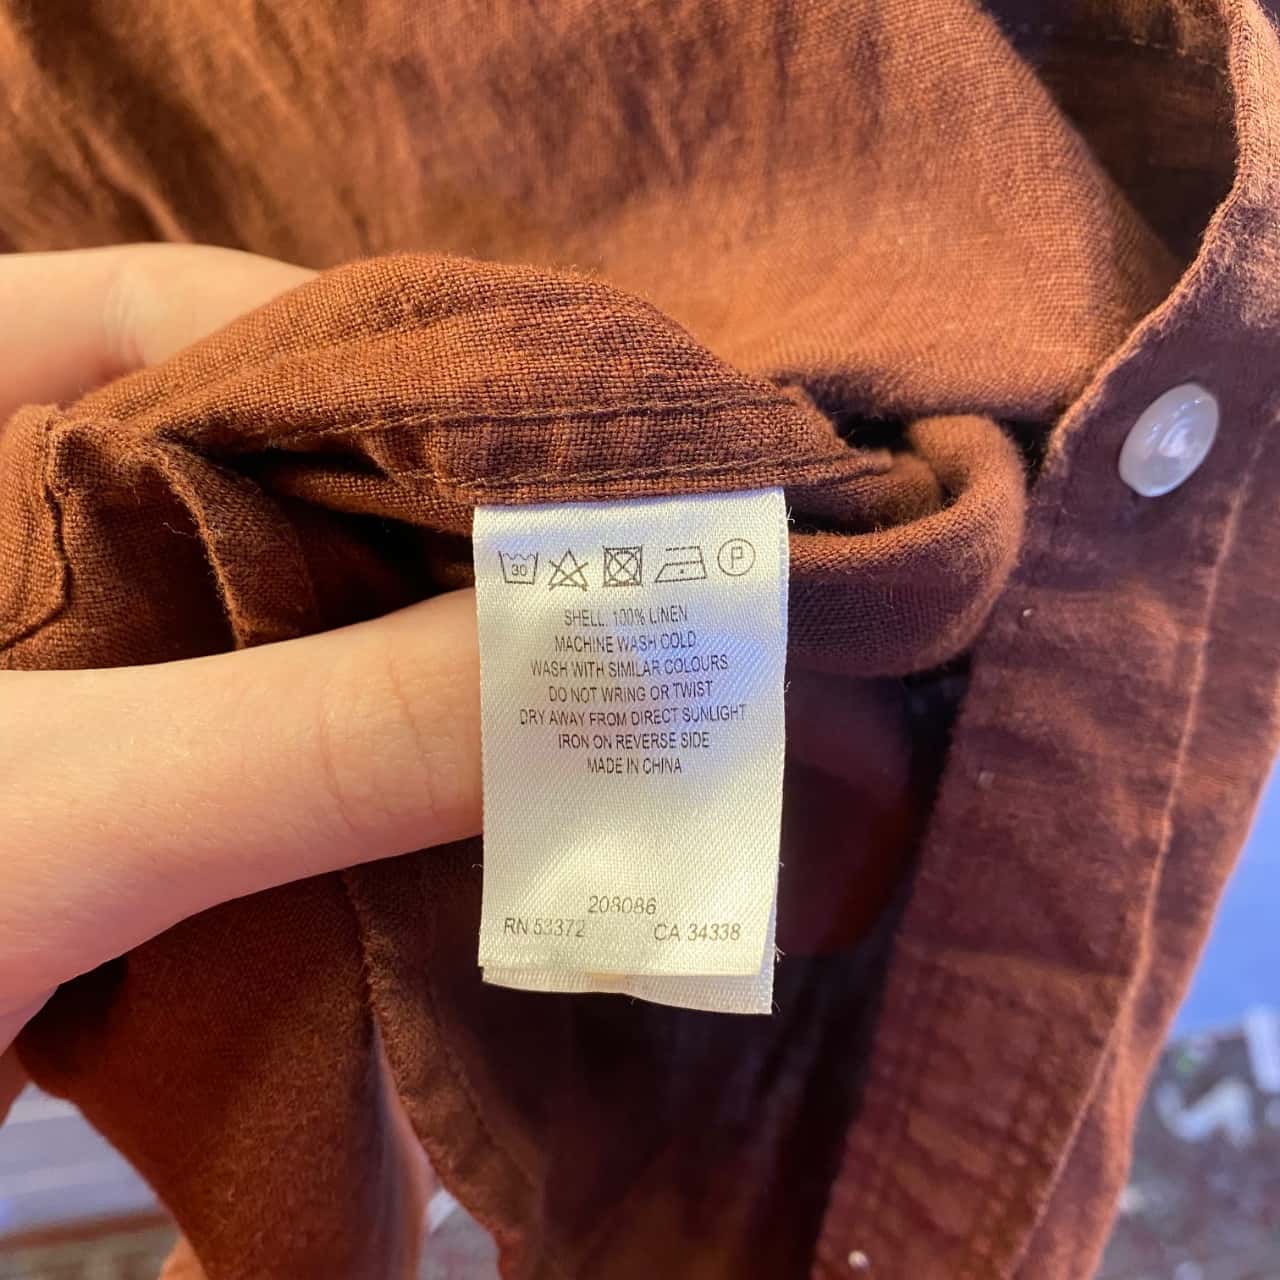 30 P
SHELL: 100% LINEN
MACHINE WASH COLD
WASH WITH SIMILAR COLOURS
DO NOT WRING OR TWIST
DRY AWAY FROM DIRECT SUNLIGHT
IRON ON REVERSE SIDE
MADE IN CHINA
208086
RN 53372 CA 34338